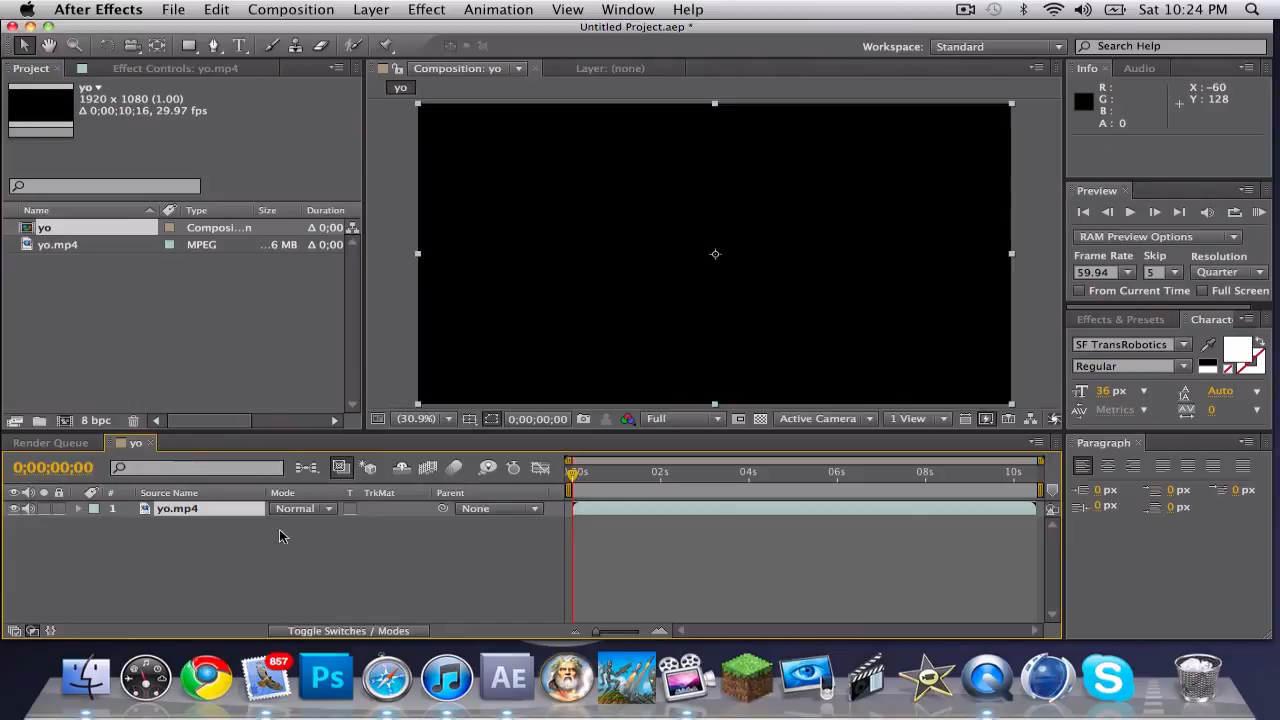 After Effects File Edit Composition Layer Effect Animation View Window Help Sat 10:24 PM
Untitled Project.aep *
T Workspace: Standard Search Help
Project Effect Controls: yo.mp4 Composition: yo Layer: (none) Info Audio
yo
1920 x 1080 (1.00)
Δ 0;00;10;16, 29.97 fps
yo
R : X : -60
G : Y : 128
B :
A : 0
Preview
Name Type Size Duration
yo Composi…n Δ 0;00
yo.mp4 MPEG …6 MB Δ 0;00
RAM Preview Options
Frame Rate Skip Resolution
59.94 5 Quarter
From Current Time Full Screen
Effects & Presets Charact
SF TransRobotics
Regular
36 px Auto
Metrics 0
8 bpc (30.9%) 0;00;00;00 Full Active Camera 1 View
Render Queue yo Paragraph
0;00;00;00 :00s 02s 04s 06s 08s 10s
# Source Name Mode T TrkMat Parent
1 yo.mp4 Normal None
0 px 0 px 0 px
0 px 0 px
Toggle Switches / Modes
857
Ps AE S